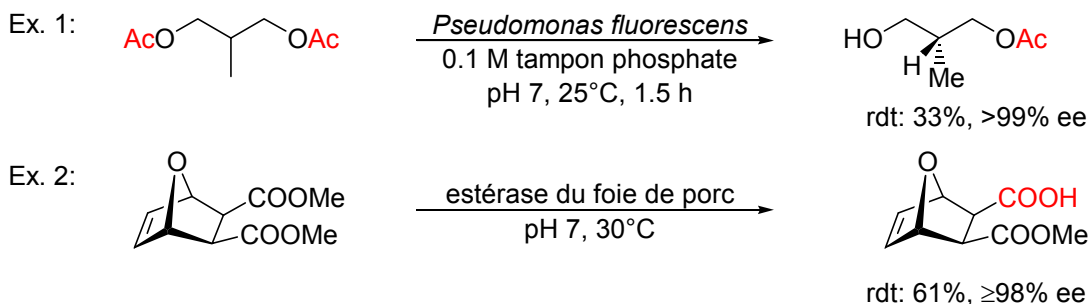 Ex. 1:
AcO OAc
Pseudomonas fluorescens
0.1 M tampon phosphate
pH 7, 25°C, 1.5 h
HO OAc
H Me
rdt: 33%, >99% ee
Ex. 2:
O
COOMe
COOMe
estérase du foie de porc
pH 7, 30°C
O
COOH
COOMe
rdt: 61%, ≥98% ee